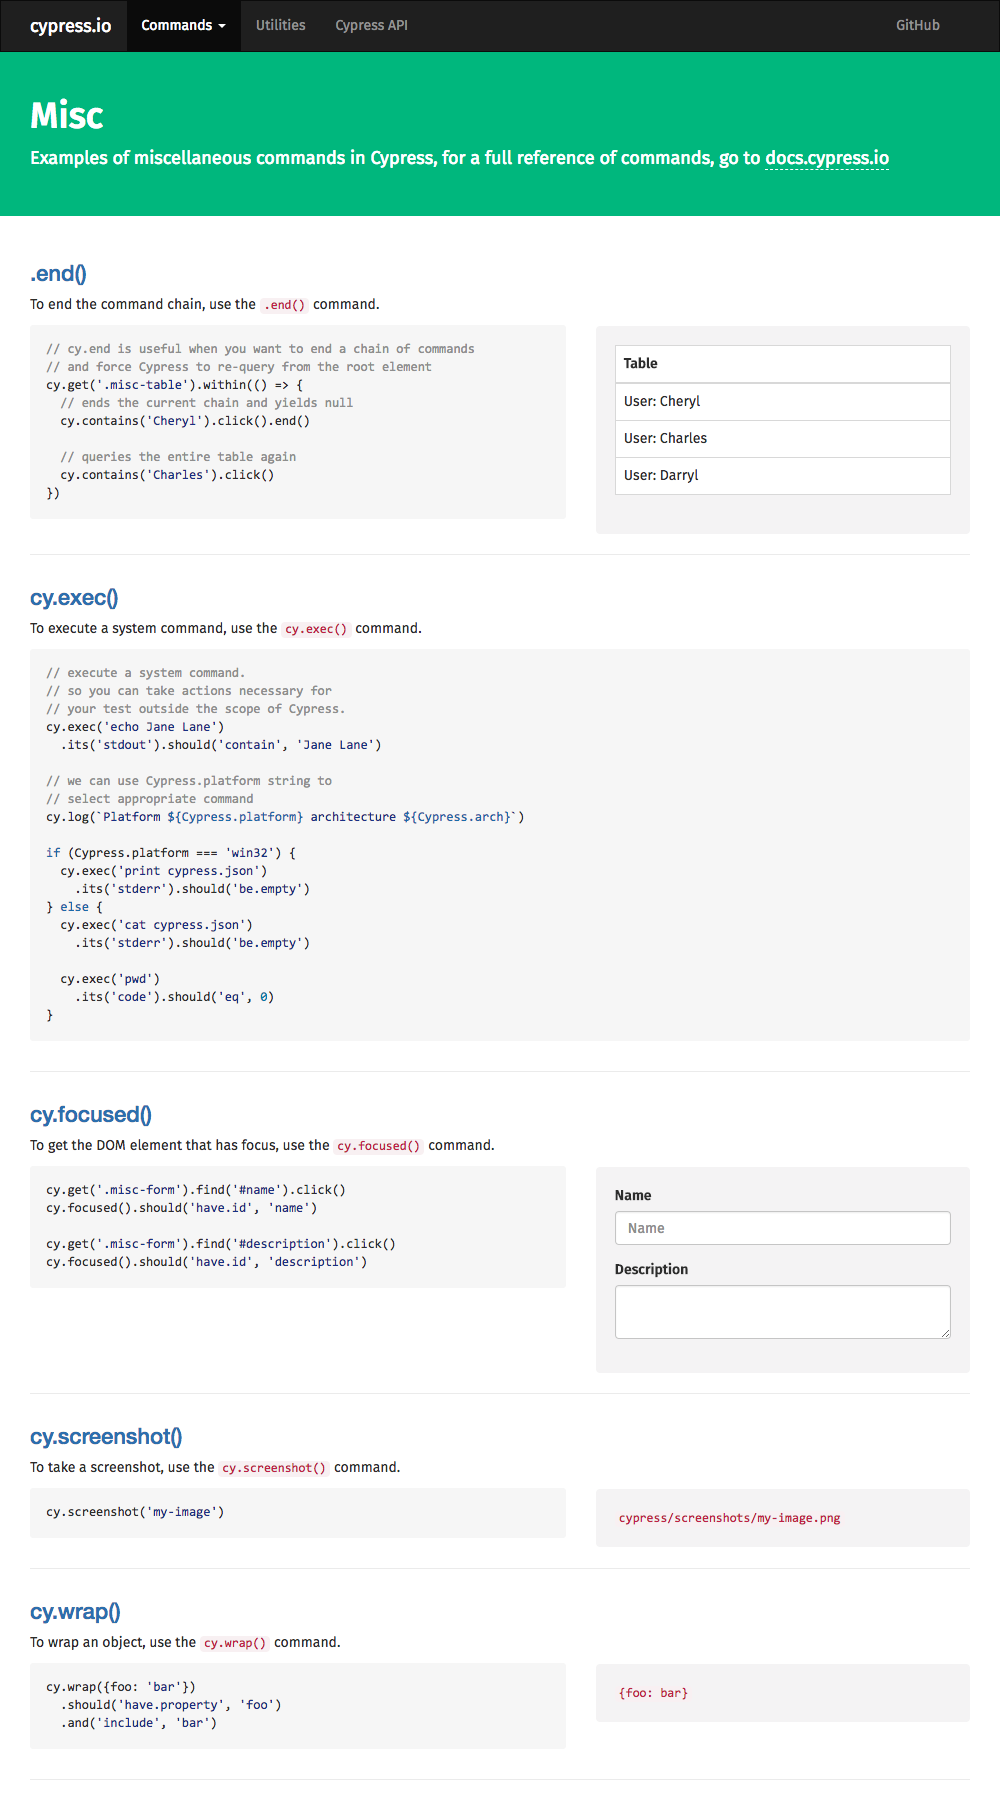 cypress.io Commands Utilities Cypress API GitHub
Misc
Examples of miscellaneous commands in Cypress, for a full reference of commands, go to docs.cypress.io
.end()
To end the command chain, use the .end() command.
// cy.end is useful when you want to end a chain of commands
// and force Cypress to re-query from the root element
cy.get('.misc-table').within(() => {
  // ends the current chain and yields null
  cy.contains('Cheryl').click().end()
  // queries the entire table again
  cy.contains('Charles').click()
})
Table
User: Cheryl
User: Charles
User: Darryl
cy.exec()
To execute a system command, use the cy.exec() command.
// execute a system command.
// so you can take actions necessary for
// your test outside the scope of Cypress.
cy.exec('echo Jane Lane')
  .its('stdout').should('contain', 'Jane Lane')
// we can use Cypress.platform string to
// select appropriate command
cy.log(`Platform ${Cypress.platform} architecture ${Cypress.arch}`)
if (Cypress.platform === 'win32') {
  cy.exec('print cypress.json')
    .its('stderr').should('be.empty')
} else {
  cy.exec('cat cypress.json')
    .its('stderr').should('be.empty')
  cy.exec('pwd')
    .its('code').should('eq', 0)
}
cy.focused()
To get the DOM element that has focus, use the cy.focused() command.
cy.get('.misc-form').find('#name').click()
cy.focused().should('have.id', 'name')
cy.get('.misc-form').find('#description').click()
cy.focused().should('have.id', 'description')
Name
Name
Description
cy.screenshot()
To take a screenshot, use the cy.screenshot() command.
cy.screenshot('my-image')
cypress/screenshots/my-image.png
cy.wrap()
To wrap an object, use the cy.wrap() command.
cy.wrap({foo: 'bar'})
  .should('have.property', 'foo')
  .and('include', 'bar')
{foo: bar}